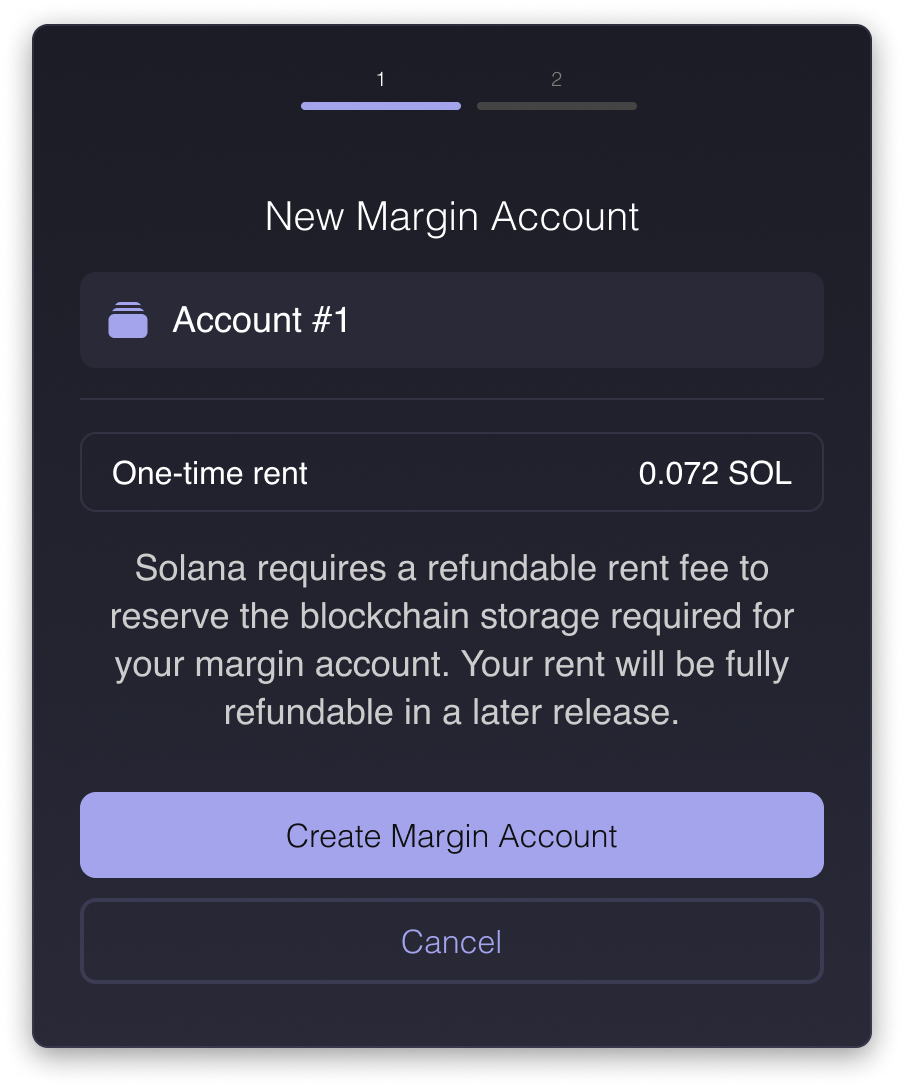 1 2
New Margin Account
Account #1
One-time rent 0.072 SOL
Solana requires a refundable rent fee to
reserve the blockchain storage required for
your margin account. Your rent will be fully
refundable in a later release.
Create Margin Account
Cancel